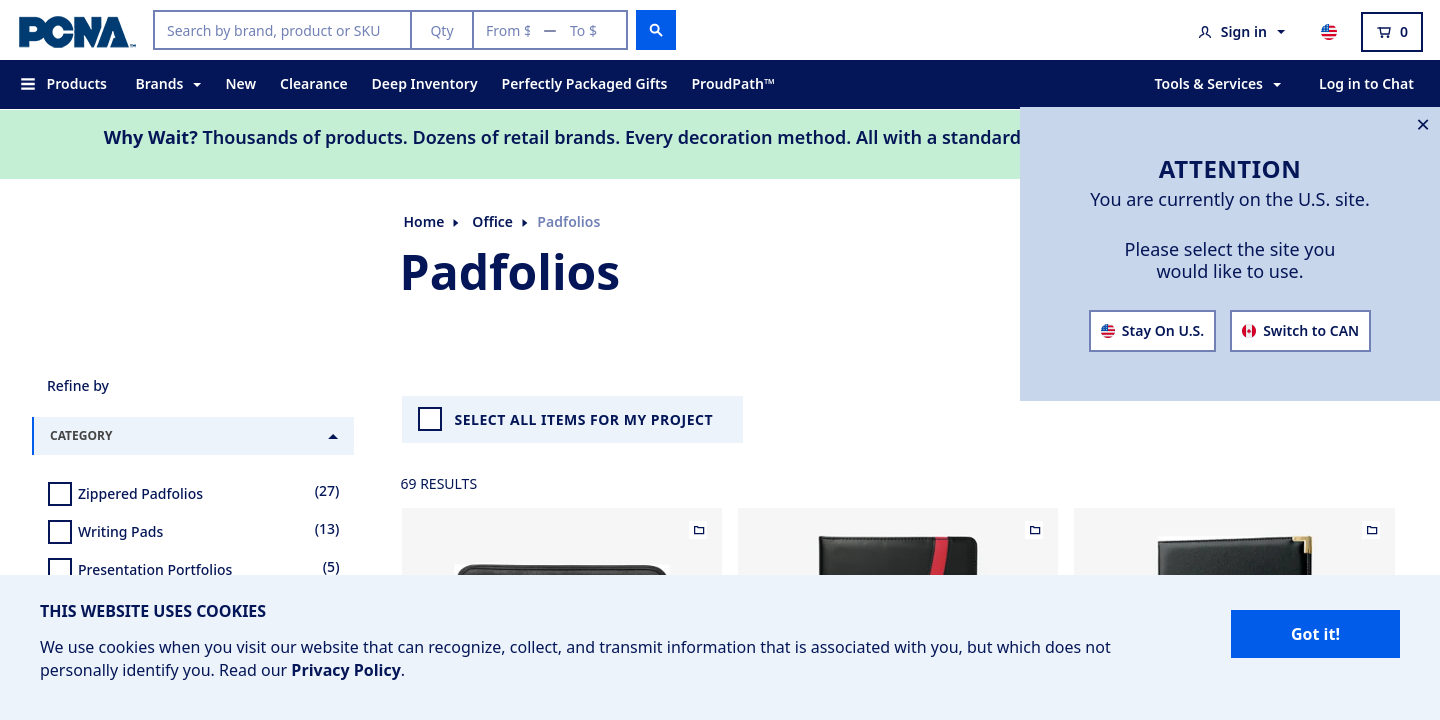 PCNA™
Search by brand, product or SKU
Qty
From $ — To $
Sign in
0
Products
Brands
New
Clearance
Deep Inventory
Perfectly Packaged Gifts
ProudPath™
Tools & Services
Log in to Chat
Why Wait? Thousands of products. Dozens of retail brands. Every decoration method. All with a standard
ATTENTION
You are currently on the U.S. site.
Please select the site you
would like to use.
Stay On U.S.
Switch to CAN
Home
Office
Padfolios
Padfolios
Refine by
CATEGORY
Zippered Padfolios (27)
Writing Pads (13)
Presentation Portfolios (5)
SELECT ALL ITEMS FOR MY PROJECT
69 RESULTS
THIS WEBSITE USES COOKIES
We use cookies when you visit our website that can recognize, collect, and transmit information that is associated with you, but which does not
personally identify you. Read our Privacy Policy.
Got it!